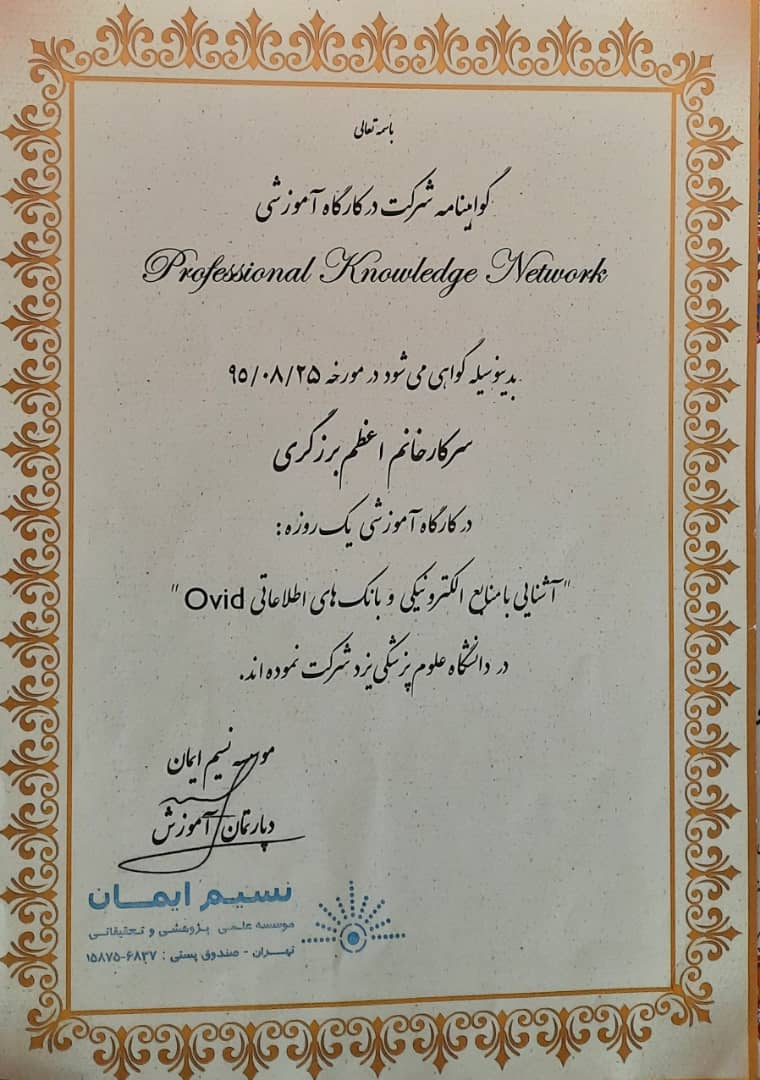 باسمه تعالی
گواهینامه شرکت در کارگاه آموزشی
Professional Knowledge Network
بدینوسیله گواهی می شود در مورخه ۹۵/۰۸/۲۵
سرکار خانم اعظم برزگری
در کارگاه آموزشی یک روزه :
"آشنایی با منابع الکترونیکی و بانک های اطلاعاتی Ovid "
در دانشگاه علوم پزشکی یزد شرکت نموده اند.
موسسه نسیم ایمان
دپارتمان آموزش
نسیم ایمان
موسسه علمی پژوهشی و تحقیقاتی
تهران - صندوق پستی : ۶۸۳۷-۱۵۸۷۵